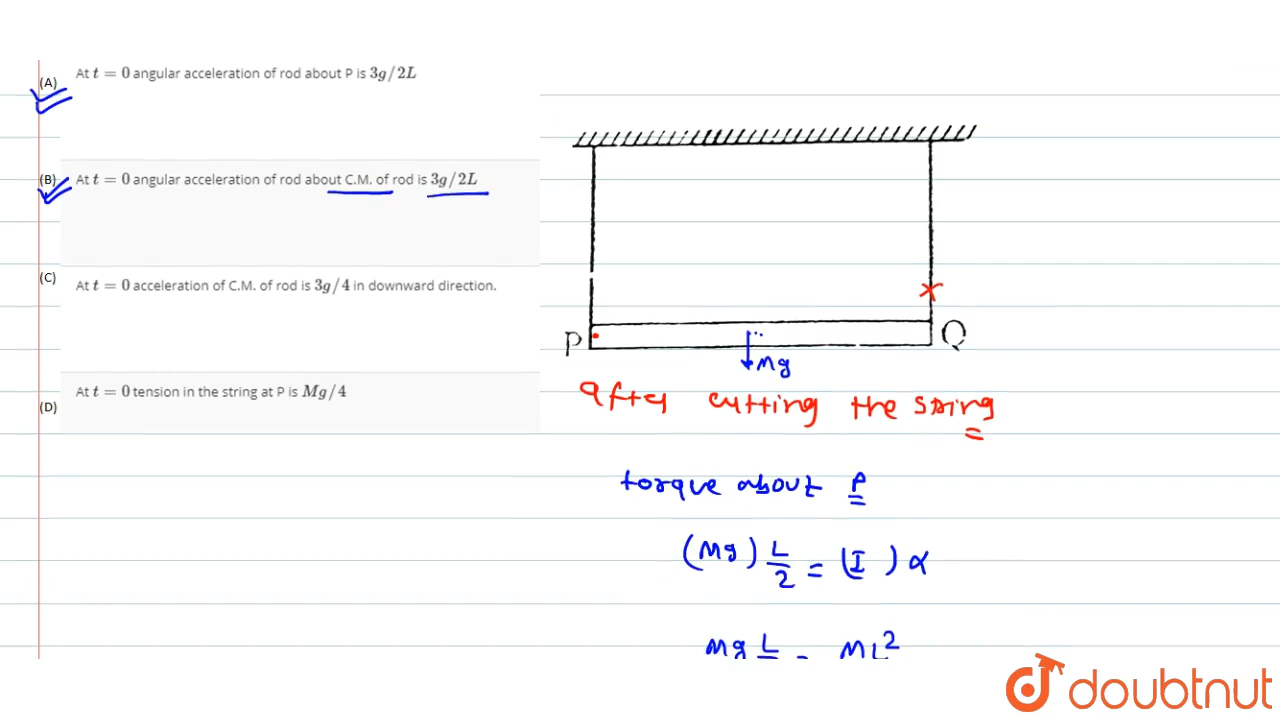 (A) At t = 0 angular acceleration of rod about P is 3g/2L
(B) At t = 0 angular acceleration of rod about C.M. of rod is 3g/2L
(C) At t = 0 acceleration of C.M. of rod is 3g/4 in downward direction.
(D) At t = 0 tension in the string at P is Mg/4
P
Q
Mg
After cutting the string
torque about P
(Mg) L/2 = (I) α
Mg L/2 = ML²
doubtnut